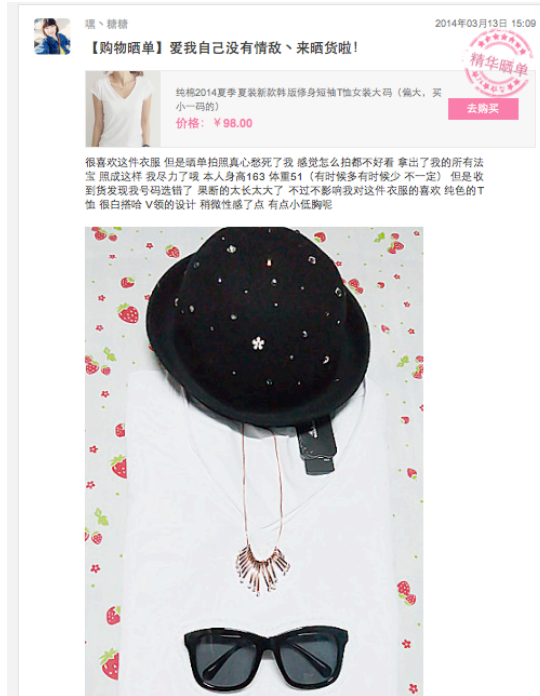 嘿丶糖糖
2014年03月13日 15:09
【购物晒单】爱我自己没有情敌丶来晒货啦！
精华晒单
纯棉2014夏季夏装新款韩版修身短袖T恤女装大码（偏大，买
小一码的）
去购买
价格：￥98.00
很喜欢这件衣服 但是晒单拍照真心愁死了我 感觉怎么拍都不好看 拿出了我的所有法
宝 照成这样 我尽力了哦 本人身高163 体重51（有时候多有时候少 不一定） 但是收
到货发现我号码选错了 果断的太长太大了 不过不影响我对这件衣服的喜欢 纯色的T
恤 很白搭哈 V领的设计 稍微性感了点 有点小低胸呢